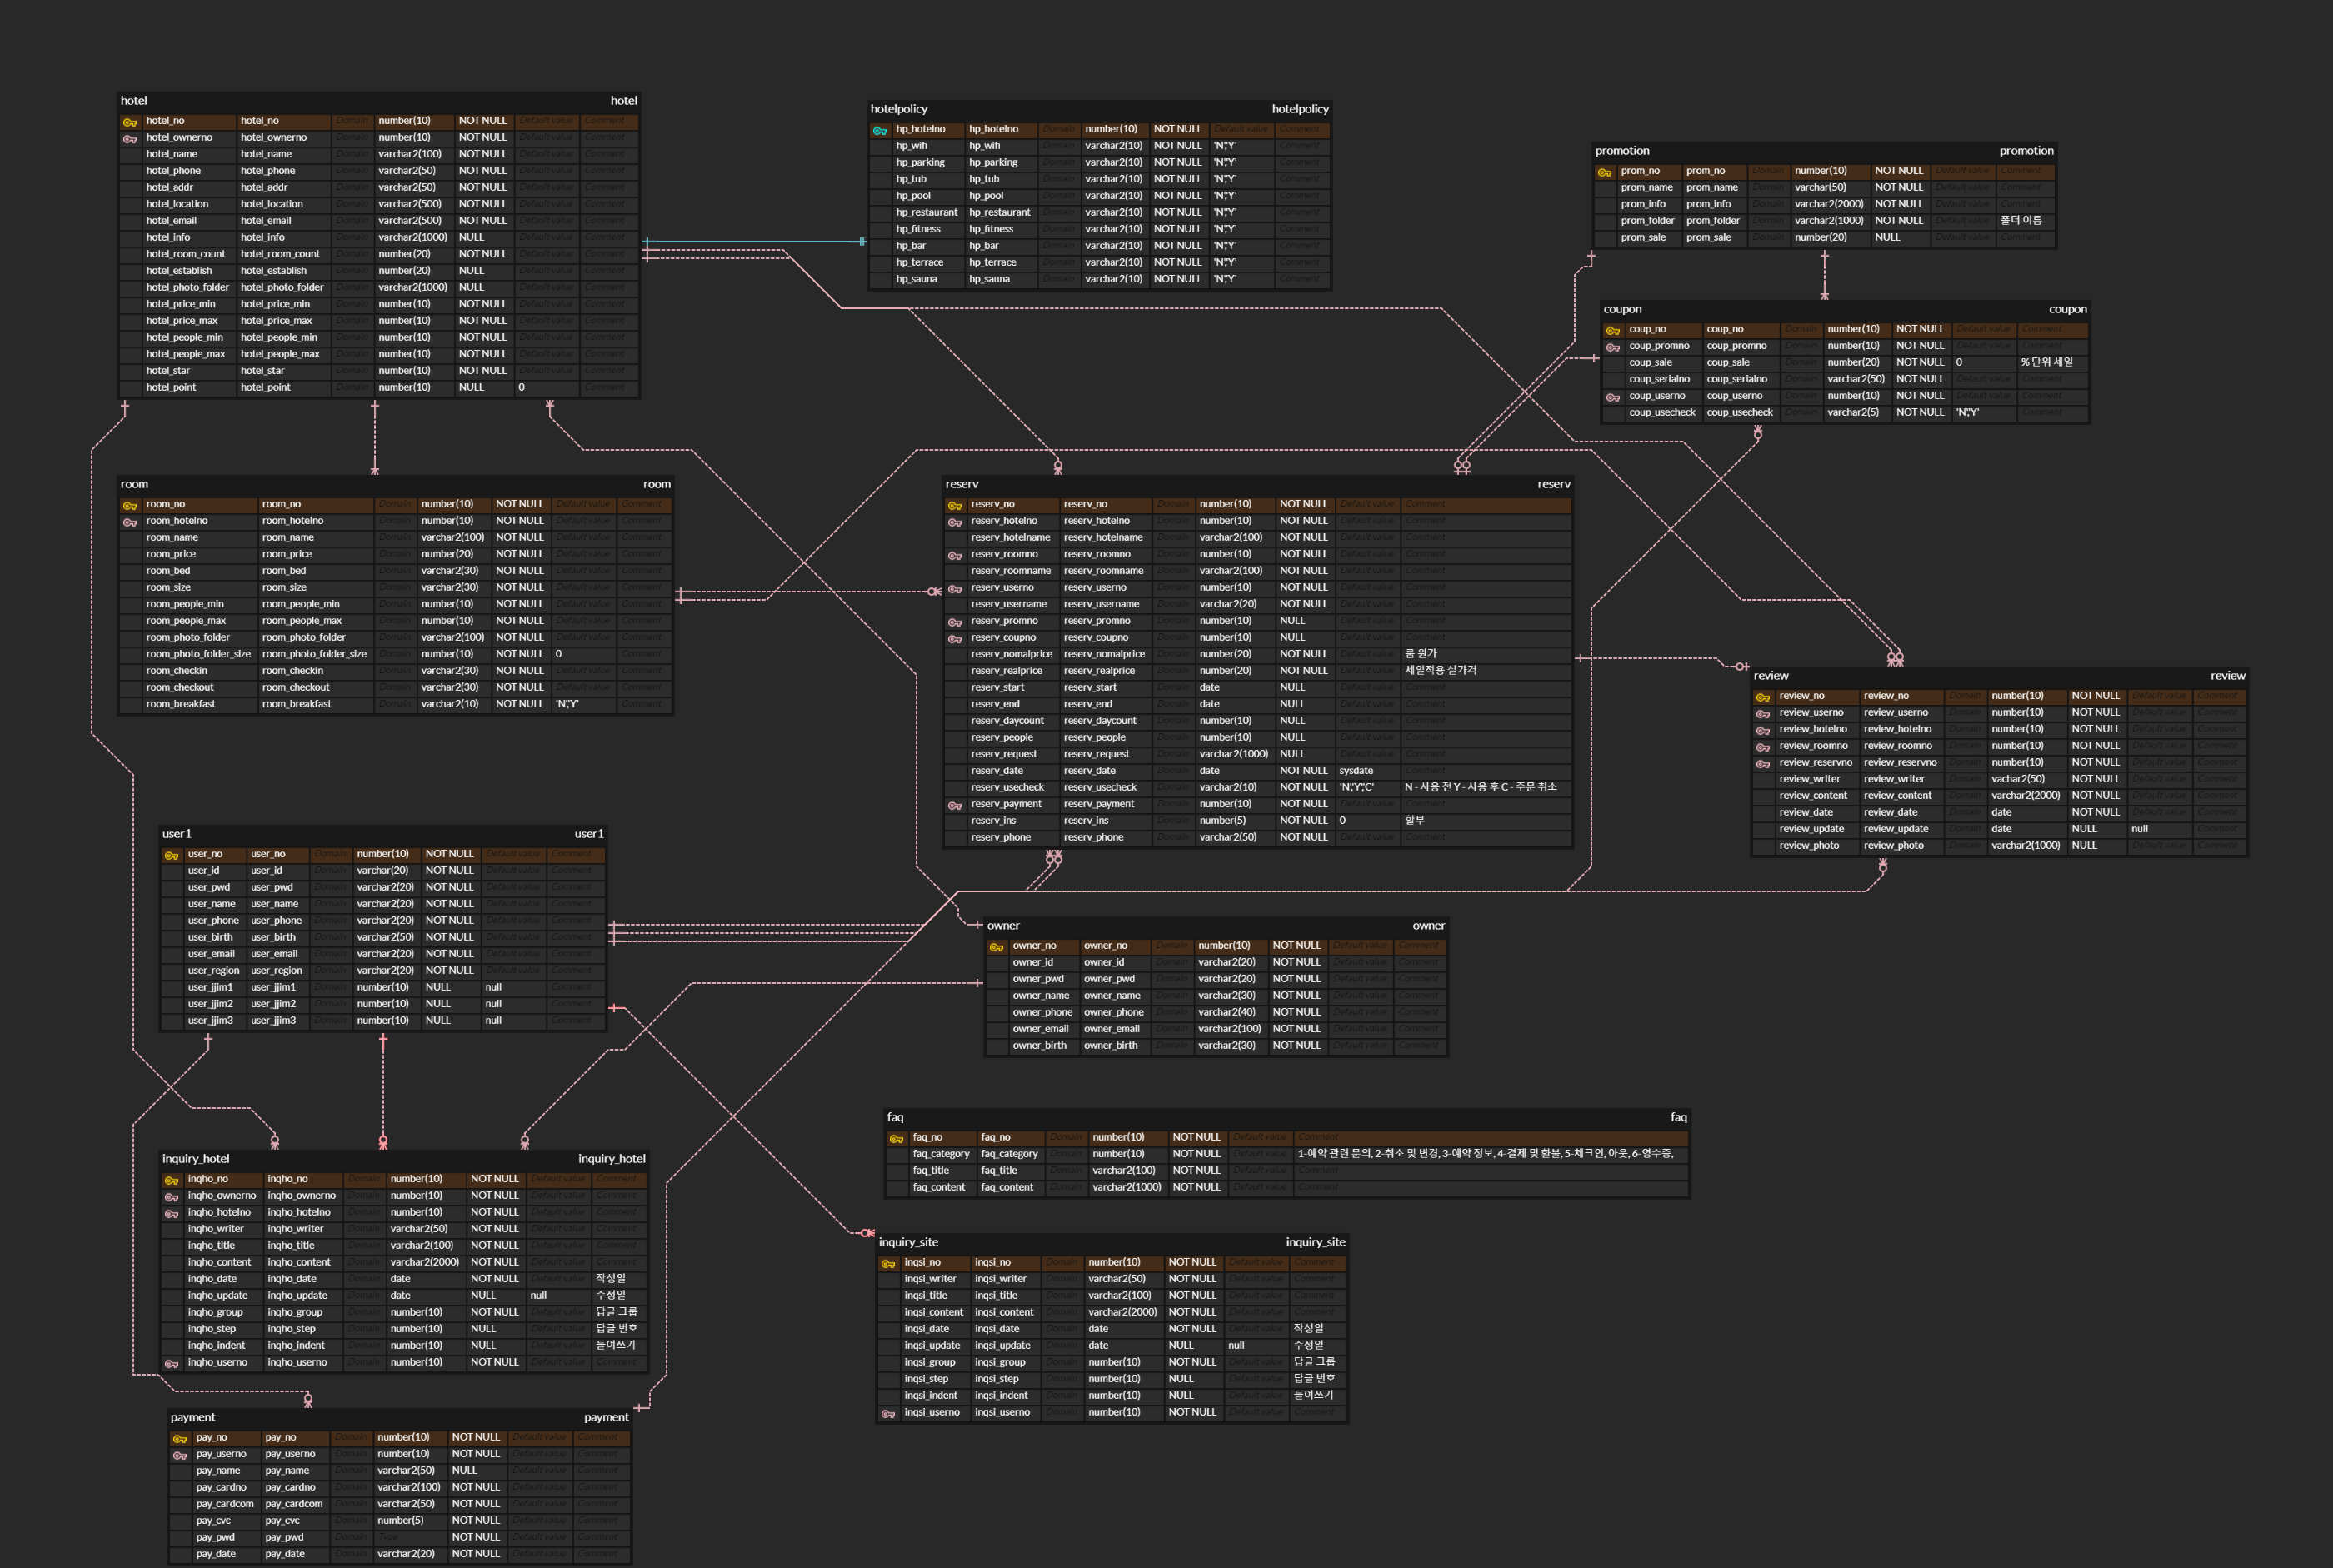 hotel hotel
hotel_no hotel_no Domain number(10) NOT NULL Default value Comment
hotel_ownerno hotel_ownerno Domain number(10) NOT NULL Default value Comment
hotel_name hotel_name Domain varchar2(100) NOT NULL Default value Comment
hotel_phone hotel_phone Domain varchar2(50) NOT NULL Default value Comment
hotel_addr hotel_addr Domain varchar2(50) NOT NULL Default value Comment
hotel_location hotel_location Domain varchar2(500) NOT NULL Default value Comment
hotel_email hotel_email Domain varchar2(500) NOT NULL Default value Comment
hotel_info hotel_info Domain varchar2(1000) NULL Default value Comment
hotel_room_count hotel_room_count Domain number(20) NOT NULL Default value Comment
hotel_establish hotel_establish Domain number(20) NULL Default value Comment
hotel_photo_folder hotel_photo_folder Domain varchar2(1000) NULL Default value Comment
hotel_price_min hotel_price_min Domain number(10) NOT NULL Default value Comment
hotel_price_max hotel_price_max Domain number(10) NOT NULL Default value Comment
hotel_people_min hotel_people_min Domain number(10) NOT NULL Default value Comment
hotel_people_max hotel_people_max Domain number(10) NOT NULL Default value Comment
hotel_star hotel_star Domain number(10) NOT NULL Default value Comment
hotel_point hotel_point Domain number(10) NULL 0 Comment
hotelpolicy hotelpolicy
hp_hotelno hp_hotelno Domain number(10) NOT NULL Default value Comment
hp_wifi hp_wifi Domain varchar2(10) NOT NULL 'N','Y' Comment
hp_parking hp_parking Domain varchar2(10) NOT NULL 'N','Y' Comment
hp_tub hp_tub Domain varchar2(10) NOT NULL 'N','Y' Comment
hp_pool hp_pool Domain varchar2(10) NOT NULL 'N','Y' Comment
hp_restaurant hp_restaurant Domain varchar2(10) NOT NULL 'N','Y' Comment
hp_fitness hp_fitness Domain varchar2(10) NOT NULL 'N','Y' Comment
hp_bar hp_bar Domain varchar2(10) NOT NULL 'N','Y' Comment
hp_terrace hp_terrace Domain varchar2(10) NOT NULL 'N','Y' Comment
hp_sauna hp_sauna Domain varchar2(10) NOT NULL 'N','Y' Comment
promotion promotion
prom_no prom_no Domain number(10) NOT NULL Default value Comment
prom_name prom_name Domain varchar(50) NOT NULL Default value Comment
prom_info prom_info Domain varchar2(2000) NOT NULL Default value Comment
prom_folder prom_folder Domain varchar2(1000) NOT NULL Default value 폴더 이름
prom_sale prom_sale Domain number(20) NULL Default value Comment
coupon coupon
coup_no coup_no Domain number(10) NOT NULL Default value Comment
coup_promno coup_promno Domain number(10) NOT NULL Default value Comment
coup_sale coup_sale Domain number(20) NOT NULL 0 % 단위 세일
coup_serialno coup_serialno Domain varchar2(50) NOT NULL Default value Comment
coup_userno coup_userno Domain number(10) NOT NULL Default value Comment
coup_usecheck coup_usecheck Domain varchar2(5) NOT NULL 'N','Y' Comment
room room
room_no room_no Domain number(10) NOT NULL Default value Comment
room_hotelno room_hotelno Domain number(10) NOT NULL Default value Comment
room_name room_name Domain varchar2(100) NOT NULL Default value Comment
room_price room_price Domain number(20) NOT NULL Default value Comment
room_bed room_bed Domain varchar2(30) NOT NULL Default value Comment
room_size room_size Domain varchar2(30) NOT NULL Default value Comment
room_people_min room_people_min Domain number(10) NOT NULL Default value Comment
room_people_max room_people_max Domain number(10) NOT NULL Default value Comment
room_photo_folder room_photo_folder Domain varchar2(100) NOT NULL Default value Comment
room_photo_folder_size room_photo_folder_size Domain number(10) NOT NULL 0 Comment
room_checkin room_checkin Domain varchar2(30) NOT NULL Default value Comment
room_checkout room_checkout Domain varchar2(30) NOT NULL Default value Comment
room_breakfast room_breakfast Domain varchar2(10) NOT NULL 'N','Y' Comment
reserv reserv
reserv_no reserv_no Domain number(10) NOT NULL Default value Comment
reserv_hotelno reserv_hotelno Domain number(10) NOT NULL Default value Comment
reserv_hotelname reserv_hotelname Domain varchar2(100) NOT NULL Default value Comment
reserv_roomno reserv_roomno Domain number(10) NOT NULL Default value Comment
reserv_roomname reserv_roomname Domain varchar2(100) NOT NULL Default value Comment
reserv_userno reserv_userno Domain number(10) NOT NULL Default value Comment
reserv_username reserv_username Domain varchar2(20) NOT NULL Default value Comment
reserv_promno reserv_promno Domain number(10) NULL Default value Comment
reserv_coupno reserv_coupno Domain number(10) NULL Default value Comment
reserv_nomalprice reserv_nomalprice Domain number(20) NOT NULL Default value 룸 원가
reserv_realprice reserv_realprice Domain number(20) NOT NULL Default value 세일적용 실가격
reserv_start reserv_start Domain date NULL Default value Comment
reserv_end reserv_end Domain date NULL Default value Comment
reserv_daycount reserv_daycount Domain number(10) NULL Default value Comment
reserv_people reserv_people Domain number(10) NULL Default value Comment
reserv_request reserv_request Domain varchar2(1000) NULL Default value Comment
reserv_date reserv_date Domain date NOT NULL sysdate Comment
reserv_usecheck reserv_usecheck Domain varchar2(10) NOT NULL 'N','Y','C' N - 사용 전 Y - 사용 후 C - 주문 취소
reserv_payment reserv_payment Domain number(10) NOT NULL Default value Comment
reserv_ins reserv_ins Domain number(5) NOT NULL 0 할부
reserv_phone reserv_phone Domain varchar2(50) NOT NULL Default value Comment
review review
review_no review_no Domain number(10) NOT NULL Default value Comment
review_userno review_userno Domain number(10) NOT NULL Default value Comment
review_hotelno review_hotelno Domain number(10) NOT NULL Default value Comment
review_roomno review_roomno Domain number(10) NOT NULL Default value Comment
review_reservno review_reservno Domain number(10) NOT NULL Default value Comment
review_writer review_writer Domain vachar2(50) NOT NULL Default value Comment
review_content review_content Domain varchar2(2000) NOT NULL Default value Comment
review_date review_date Domain date NOT NULL Default value Comment
review_update review_update Domain date NULL null Comment
review_photo review_photo Domain varchar2(1000) NULL Default value Comment
user1 user1
user_no user_no Domain number(10) NOT NULL Default value Comment
user_id user_id Domain varchar(20) NOT NULL Default value Comment
user_pwd user_pwd Domain varchar2(20) NOT NULL Default value Comment
user_name user_name Domain varchar2(20) NOT NULL Default value Comment
user_phone user_phone Domain varchar2(20) NOT NULL Default value Comment
user_birth user_birth Domain varchar2(50) NOT NULL Default value Comment
user_email user_email Domain varchar2(20) NOT NULL Default value Comment
user_region user_region Domain varchar2(20) NOT NULL Default value Comment
user_jjim1 user_jjim1 Domain number(10) NULL null Comment
user_jjim2 user_jjim2 Domain number(10) NULL null Comment
user_jjim3 user_jjim3 Domain number(10) NULL null Comment
owner owner
owner_no owner_no Domain number(10) NOT NULL Default value Comment
owner_id owner_id Domain varchar2(20) NOT NULL Default value Comment
owner_pwd owner_pwd Domain varchar2(20) NOT NULL Default value Comment
owner_name owner_name Domain varchar2(30) NOT NULL Default value Comment
owner_phone owner_phone Domain varchar2(40) NOT NULL Default value Comment
owner_email owner_email Domain varchar2(100) NOT NULL Default value Comment
owner_birth owner_birth Domain varchar2(30) NOT NULL Default value Comment
faq faq
faq_no faq_no Domain number(10) NOT NULL Default value Comment
faq_category faq_category Domain number(10) NOT NULL Default value 1-예약 관련 문의, 2-취소 및 변경, 3-예약 정보, 4-결제 및 환불, 5-체크인, 아웃, 6-영수증,
faq_title faq_title Domain varchar2(100) NOT NULL Default value Comment
faq_content faq_content Domain varchar2(1000) NOT NULL Default value Comment
inquiry_hotel inquiry_hotel
inqho_no inqho_no Domain number(10) NOT NULL Default value Comment
inqho_ownerno inqho_ownerno Domain number(10) NOT NULL Default value Comment
inqho_hotelno inqho_hotelno Domain number(10) NOT NULL Default value Comment
inqho_writer inqho_writer Domain varchar2(50) NOT NULL Default value Comment
inqho_title inqho_title Domain varchar2(100) NOT NULL Default value Comment
inqho_content inqho_content Domain varchar2(2000) NOT NULL Default value Comment
inqho_date inqho_date Domain date NOT NULL Default value 작성일
inqho_update inqho_update Domain date NULL null 수정일
inqho_group inqho_group Domain number(10) NOT NULL Default value 답글 그룹
inqho_step inqho_step Domain number(10) NULL Default value 답글 번호
inqho_indent inqho_indent Domain number(10) NULL Default value 들여쓰기
inqho_userno inqho_userno Domain number(10) NOT NULL Default value Comment
inquiry_site inquiry_site
inqsi_no inqsi_no Domain number(10) NOT NULL Default value Comment
inqsi_writer inqsi_writer Domain varchar2(50) NOT NULL Default value Comment
inqsi_title inqsi_title Domain varchar2(100) NOT NULL Default value Comment
inqsi_content inqsi_content Domain varchar2(2000) NOT NULL Default value Comment
inqsi_date inqsi_date Domain date NOT NULL Default value 작성일
inqsi_update inqsi_update Domain date NULL null 수정일
inqsi_group inqsi_group Domain number(10) NOT NULL Default value 답글 그룹
inqsi_step inqsi_step Domain number(10) NULL Default value 답글 번호
inqsi_indent inqsi_indent Domain number(10) NULL Default value 들여쓰기
inqsi_userno inqsi_userno Domain number(10) NOT NULL Default value Comment
payment payment
pay_no pay_no Domain number(10) NOT NULL Default value Comment
pay_userno pay_userno Domain number(10) NOT NULL Default value Comment
pay_name pay_name Domain varchar2(50) NULL Default value Comment
pay_cardno pay_cardno Domain varchar2(100) NOT NULL Default value Comment
pay_cardcom pay_cardcom Domain varchar2(50) NOT NULL Default value Comment
pay_cvc pay_cvc Domain number(5) NOT NULL Default value Comment
pay_pwd pay_pwd Domain Type NOT NULL Default value Comment
pay_date pay_date Domain varchar2(20) NOT NULL Default value Comment